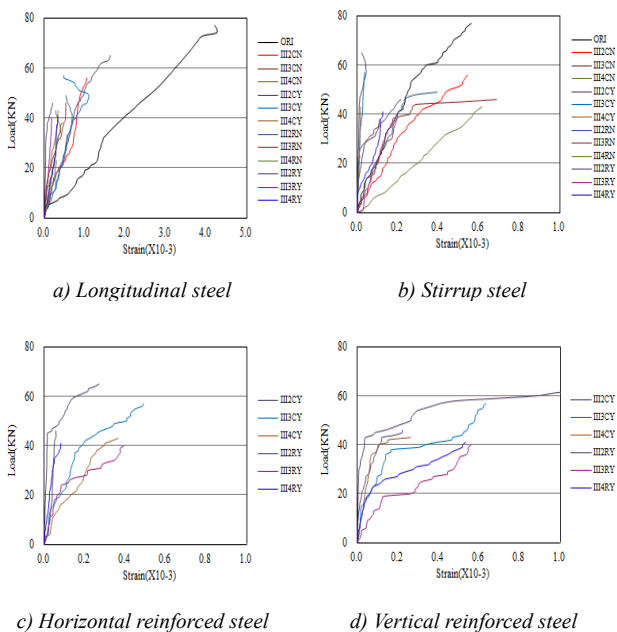 80
60
40
20
0
Load(KN)
0.0 1.0 2.0 3.0 4.0 5.0
Strain(X10-3)
ORI
III2CN
III3CN
III4CN
III2CY
III3CY
III4CY
III2RN
III3RN
III4RN
III2RY
III3RY
III4RY
a) Longitudinal steel
80
60
40
20
0
Load(KN)
0.0 0.2 0.4 0.6 0.8 1.0
Strain(X10-3)
ORI
III2CN
III3CN
III4CN
III2CY
III3CY
III4CY
III2RN
III3RN
III4RN
III2RY
III3RY
III4RY
b) Stirrup steel
80
60
40
20
0
Load(KN)
0.0 0.2 0.4 0.6 0.8 1.0
Strain(X10-3)
III2CY
III3CY
III4CY
III2RY
III3RY
III4RY
c) Horizontal reinforced steel
80
60
40
20
0
Load(KN)
0.0 0.2 0.4 0.6 0.8 1.0
Strain(X10-3)
III2CY
III3CY
III4CY
III2RY
III3RY
III4RY
d) Vertical reinforced steel